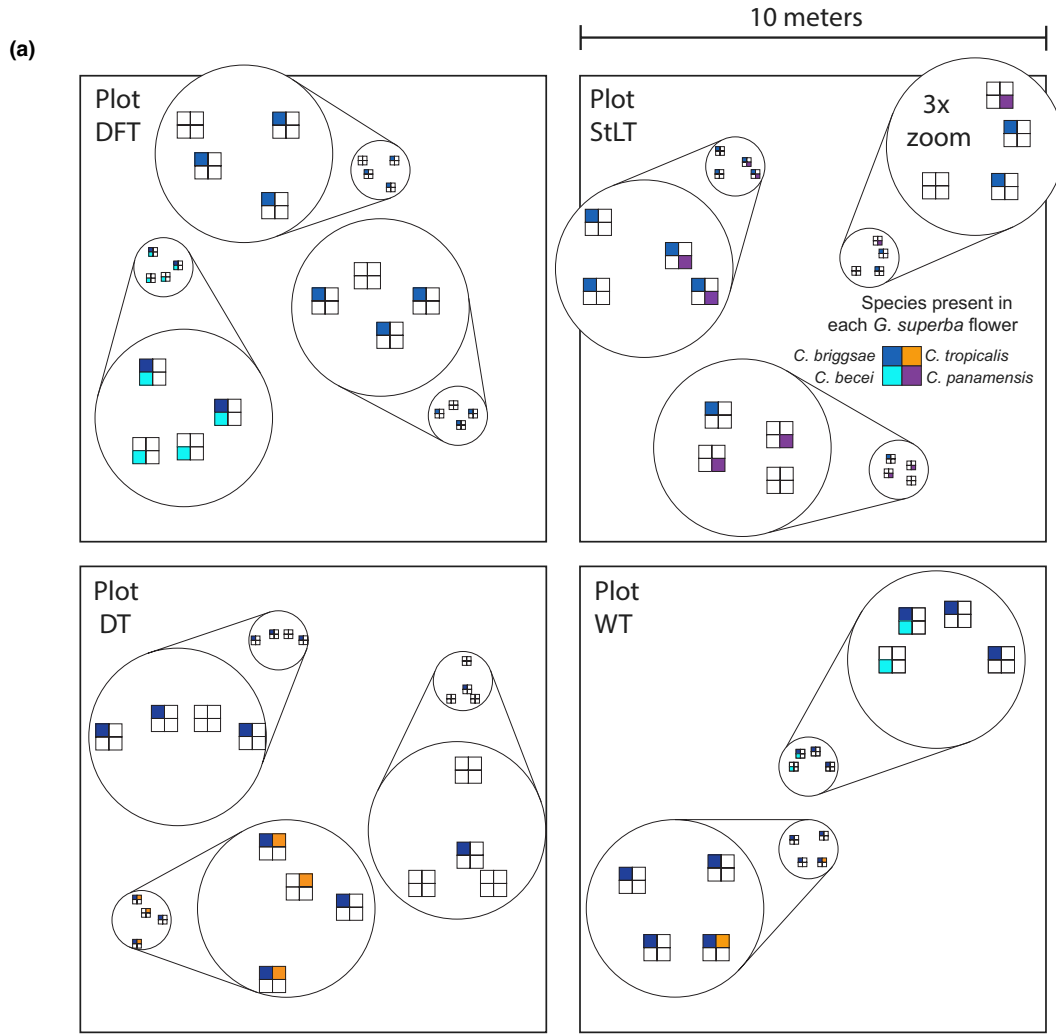 (a)
10 meters
Plot
DFT
Plot
StLT
3x
zoom
Species present in
each G. superba flower
C. briggsae
C. tropicalis
C. becei
C. panamensis
Plot
DT
Plot
WT